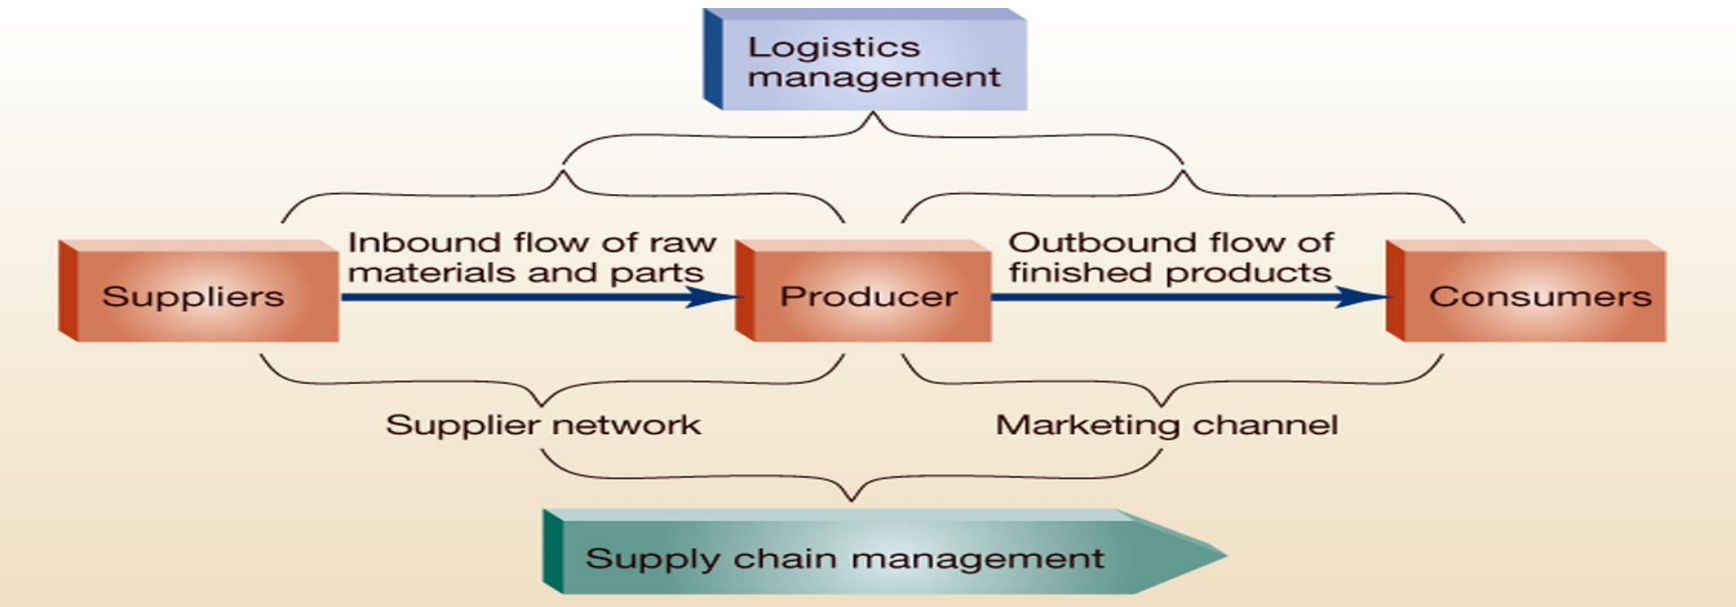 Logistics
management
Inbound flow of raw
materials and parts
Outbound flow of
finished products
Suppliers
Producer
Consumers
Supplier network
Marketing channel
Supply chain management